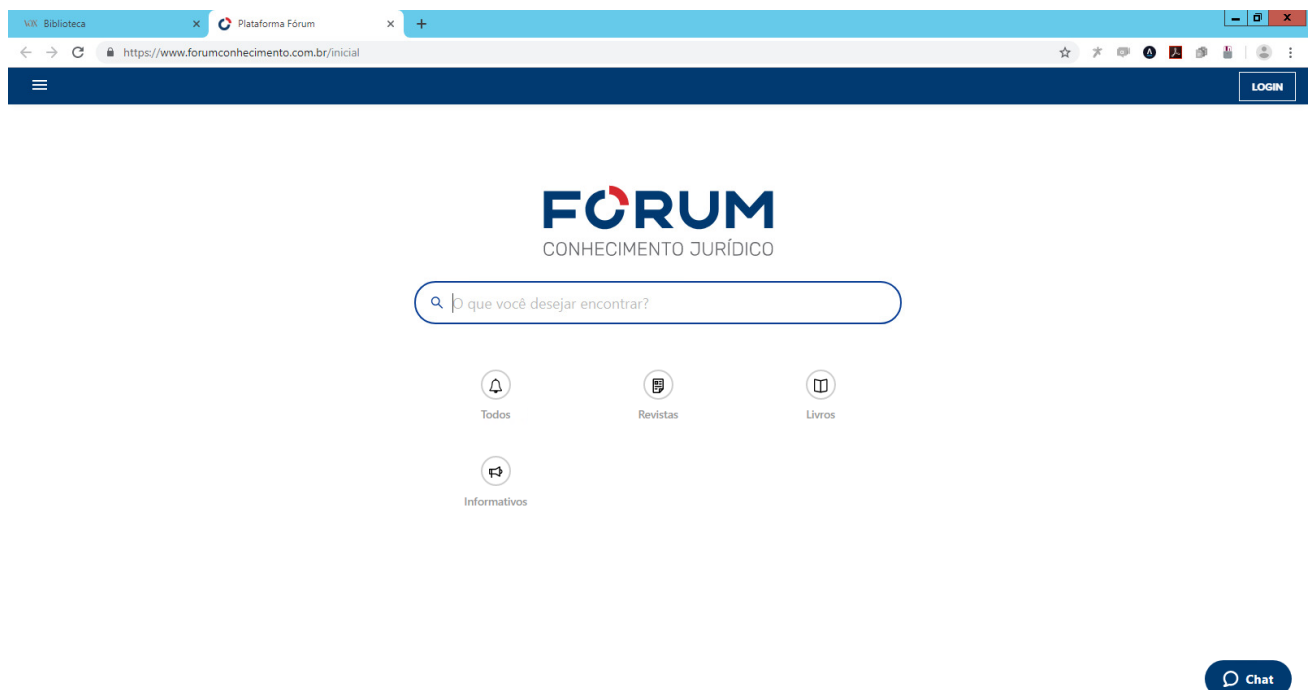 Biblioteca
Plataforma Fórum
https://www.forumconhecimento.com.br/inicial
LOGIN
FÓRUM
CONHECIMENTO JURÍDICO
O que você desejar encontrar?
Todos
Revistas
Livros
Informativos
Chat